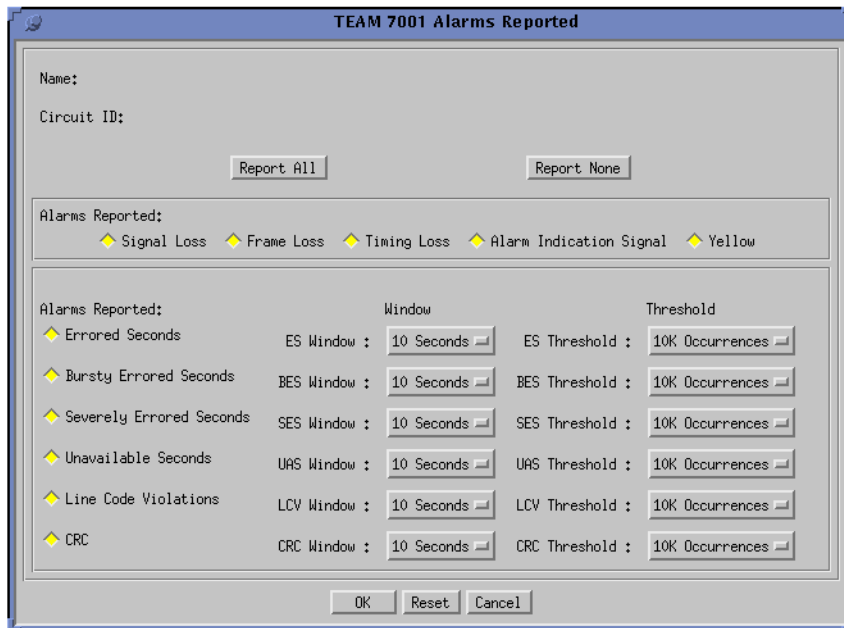 TEAM 7001 Alarms Reported
Name:
Circuit ID:
Report All Report None
Alarms Reported:
Signal Loss Frame Loss Timing Loss Alarm Indication Signal Yellow
Alarms Reported: Window Threshold
Errored Seconds ES Window : 10 Seconds ES Threshold : 10K Occurrences
Bursty Errored Seconds BES Window : 10 Seconds BES Threshold : 10K Occurrences
Severely Errored Seconds SES Window : 10 Seconds SES Threshold : 10K Occurrences
Unavailable Seconds UAS Window : 10 Seconds UAS Threshold : 10K Occurrences
Line Code Violations LCV Window : 10 Seconds LCV Threshold : 10K Occurrences
CRC CRC Window : 10 Seconds CRC Threshold : 10K Occurrences
OK Reset Cancel